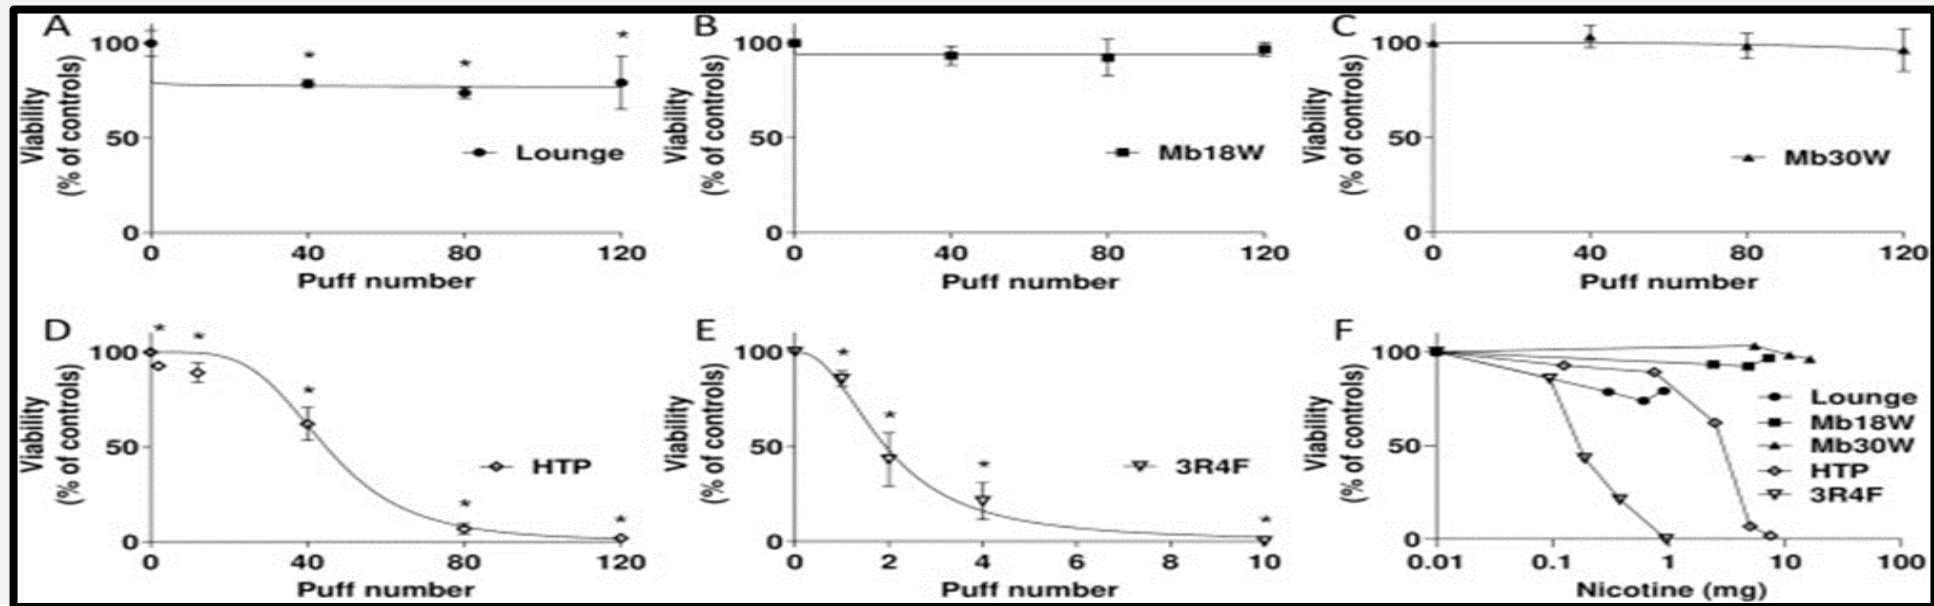 A
Viability
(% of controls)
100
50
0
*
*
*
Lounge
0 40 80 120
Puff number
B
Viability
(% of controls)
100
50
0
Mb18W
0 40 80 120
Puff number
C
Viability
(% of controls)
100
50
0
Mb30W
0 40 80 120
Puff number
D
Viability
(% of controls)
100
50
0
* *
*
*
*
HTP
0 40 80 120
Puff number
E
Viability
(% of controls)
100
50
0
*
*
*
*
3R4F
0 2 4 6 8 10
Puff number
F
Viability
(% of controls)
100
50
0
Lounge
Mb18W
Mb30W
HTP
3R4F
0.01 0.1 1 10 100
Nicotine (mg)